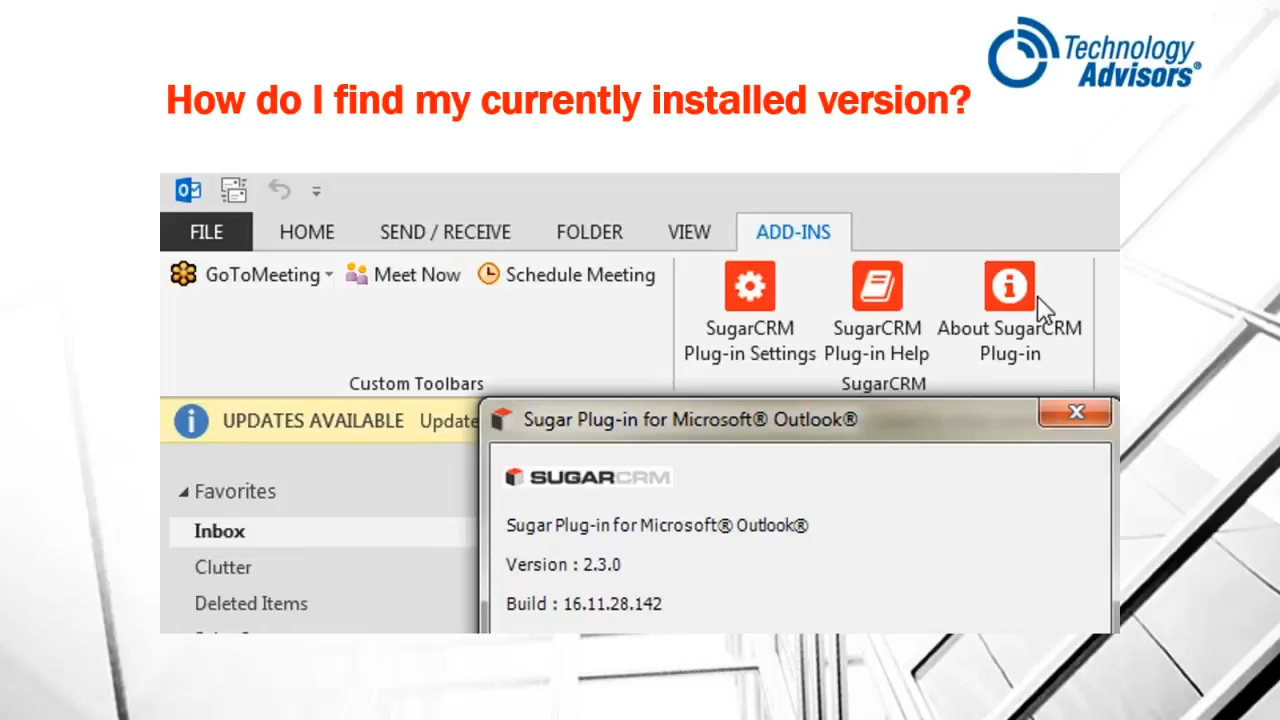 Technology
Advisors®
How do I find my currently installed version?
FILE HOME SEND / RECEIVE FOLDER VIEW ADD-INS
GoToMeeting Meet Now Schedule Meeting
SugarCRM
Plug-in Settings
SugarCRM
Plug-in Help
About SugarCRM
Plug-in
Custom Toolbars
SugarCRM
UPDATES AVAILABLE Update
Sugar Plug-in for Microsoft® Outlook®
SUGARCRM
Sugar Plug-in for Microsoft® Outlook®
Version : 2.3.0
Build : 16.11.28.142
Favorites
Inbox
Clutter
Deleted Items